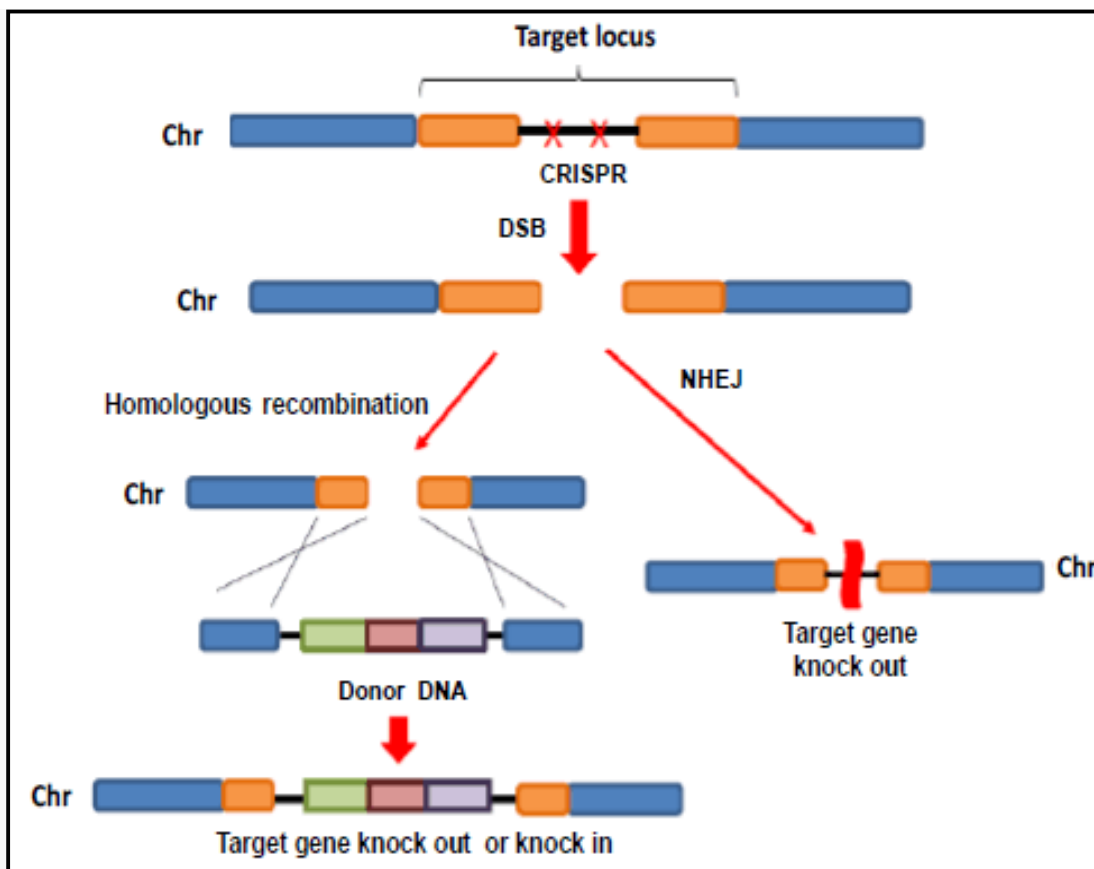 Target locus
Chr
CRISPR
DSB
Chr
NHEJ
Homologous recombination
Chr
Chr
Target gene
knock out
Donor DNA
Chr
Target gene knock out or knock in